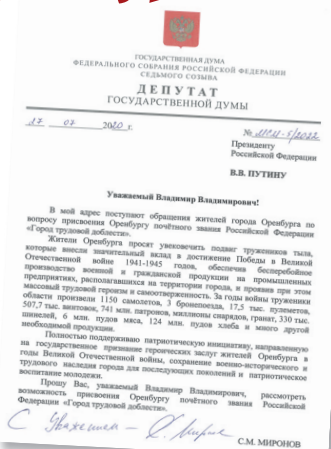 ГОСУДАРСТВЕННАЯ ДУМА
ФЕДЕРАЛЬНОГО СОБРАНИЯ РОССИЙСКОЙ ФЕДЕРАЦИИ
СЕДЬМОГО СОЗЫВА
ДЕПУТАТ
ГОСУДАРСТВЕННОЙ ДУМЫ
17 07 2020 г.
№
Президенту
Российской Федерации
В.В. ПУТИНУ
Уважаемый Владимир Владимирович!
В мой адрес поступают обращения жителей города Оренбурга по
вопросу присвоения Оренбургу почётного звания Российской Федерации
«Город трудовой доблести».
Жители Оренбурга просят увековечить подвиг тружеников тыла,
которые внесли значительный вклад в достижение Победы в Великой
Отечественной войне 1941-1945 годов, обеспечив бесперебойное
производство военной и гражданской продукции на промышленных
предприятиях, располагавшихся на территории города, и проявив при этом
массовый трудовой героизм и самоотверженность. За годы войны труженики
области произвели 1150 самолетов, 3 бронепоезда, 17,5 тыс. пулеметов,
507,7 тыс. винтовок, 741 млн. патронов, миллионы снарядов, гранат, 330 тыс.
шинелей, 6 млн. пудов мяса, 124 млн. пудов хлеба и много другой
необходимой продукции.
Полностью поддерживаю патриотическую инициативу, направленную
на государственное признание героических заслуг жителей Оренбурга в
годы Великой Отечественной войны, сохранение военно-исторического и
трудового наследия города для последующих поколений и патриотическое
воспитание молодежи.
Прошу Вас, уважаемый Владимир Владимирович, рассмотреть
возможность присвоения Оренбургу почётного звания Российской
Федерации «Город трудовой доблести».
С Уважением –
С.М. МИРОНОВ